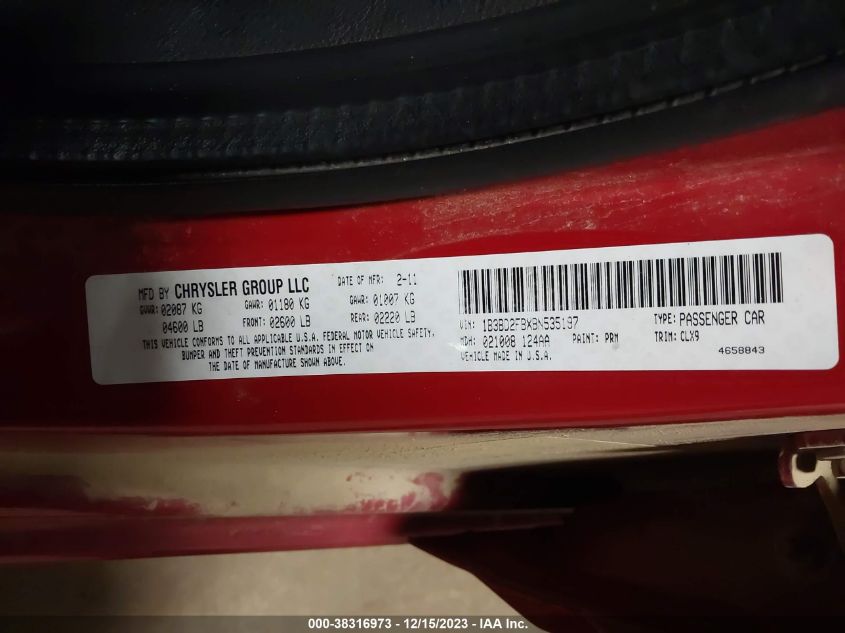 MFD BY CHRYSLER GROUP LLC DATE OF MFR: 2-11
GVWR: 02087 KG GAWR: 01180 KG GAWR: 01007 KG
04600 LB FRONT: 02600 LB REAR: 02220 LB
THIS VEHICLE CONFORMS TO ALL APPLICABLE U.S.A. FEDERAL MOTOR VEHICLE SAFETY,
BUMPER AND THEFT PREVENTION STANDARDS IN EFFECT ON
THE DATE OF MANUFACTURE SHOWN ABOVE.
VIN: 1B3BD2FBXBN535197 TYPE: PASSENGER CAR
MDH: 021008 124AA PAINT: PRM TRIM: CLX9
VEHICLE MADE IN U.S.A. 4658843
000-38316973 - 12/15/2023 - © IAA Inc.